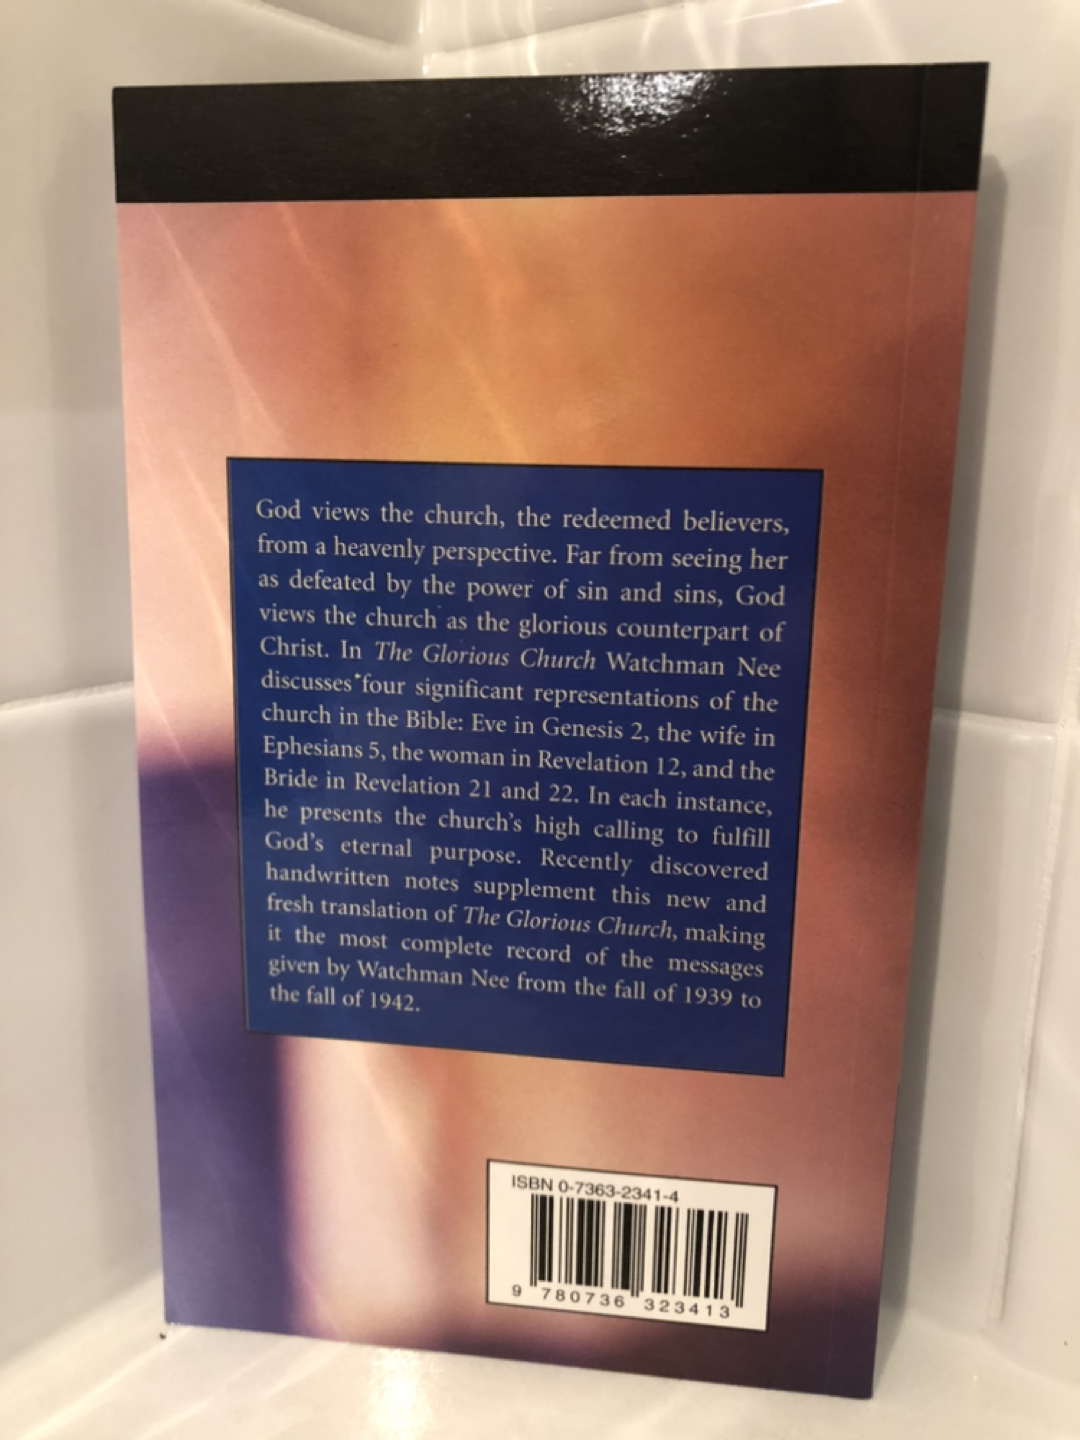 God views the church, the redeemed believers,
from a heavenly perspective. Far from seeing her
as defeated by the power of sin and sins, God
views the church as the glorious counterpart of
Christ. In The Glorious Church Watchman Nee
discusses four significant representations of the
church in the Bible: Eve in Genesis 2, the wife in
Ephesians 5, the woman in Revelation 12, and the
Bride in Revelation 21 and 22. In each instance,
he presents the church's high calling to fulfill
God's eternal purpose. Recently discovered
handwritten notes supplement this new and
fresh translation of The Glorious Church, making
it the most complete record of the messages
given by Watchman Nee from the fall of 1939 to
the fall of 1942.
ISBN 0-7363-2341-4
9 780736 323413